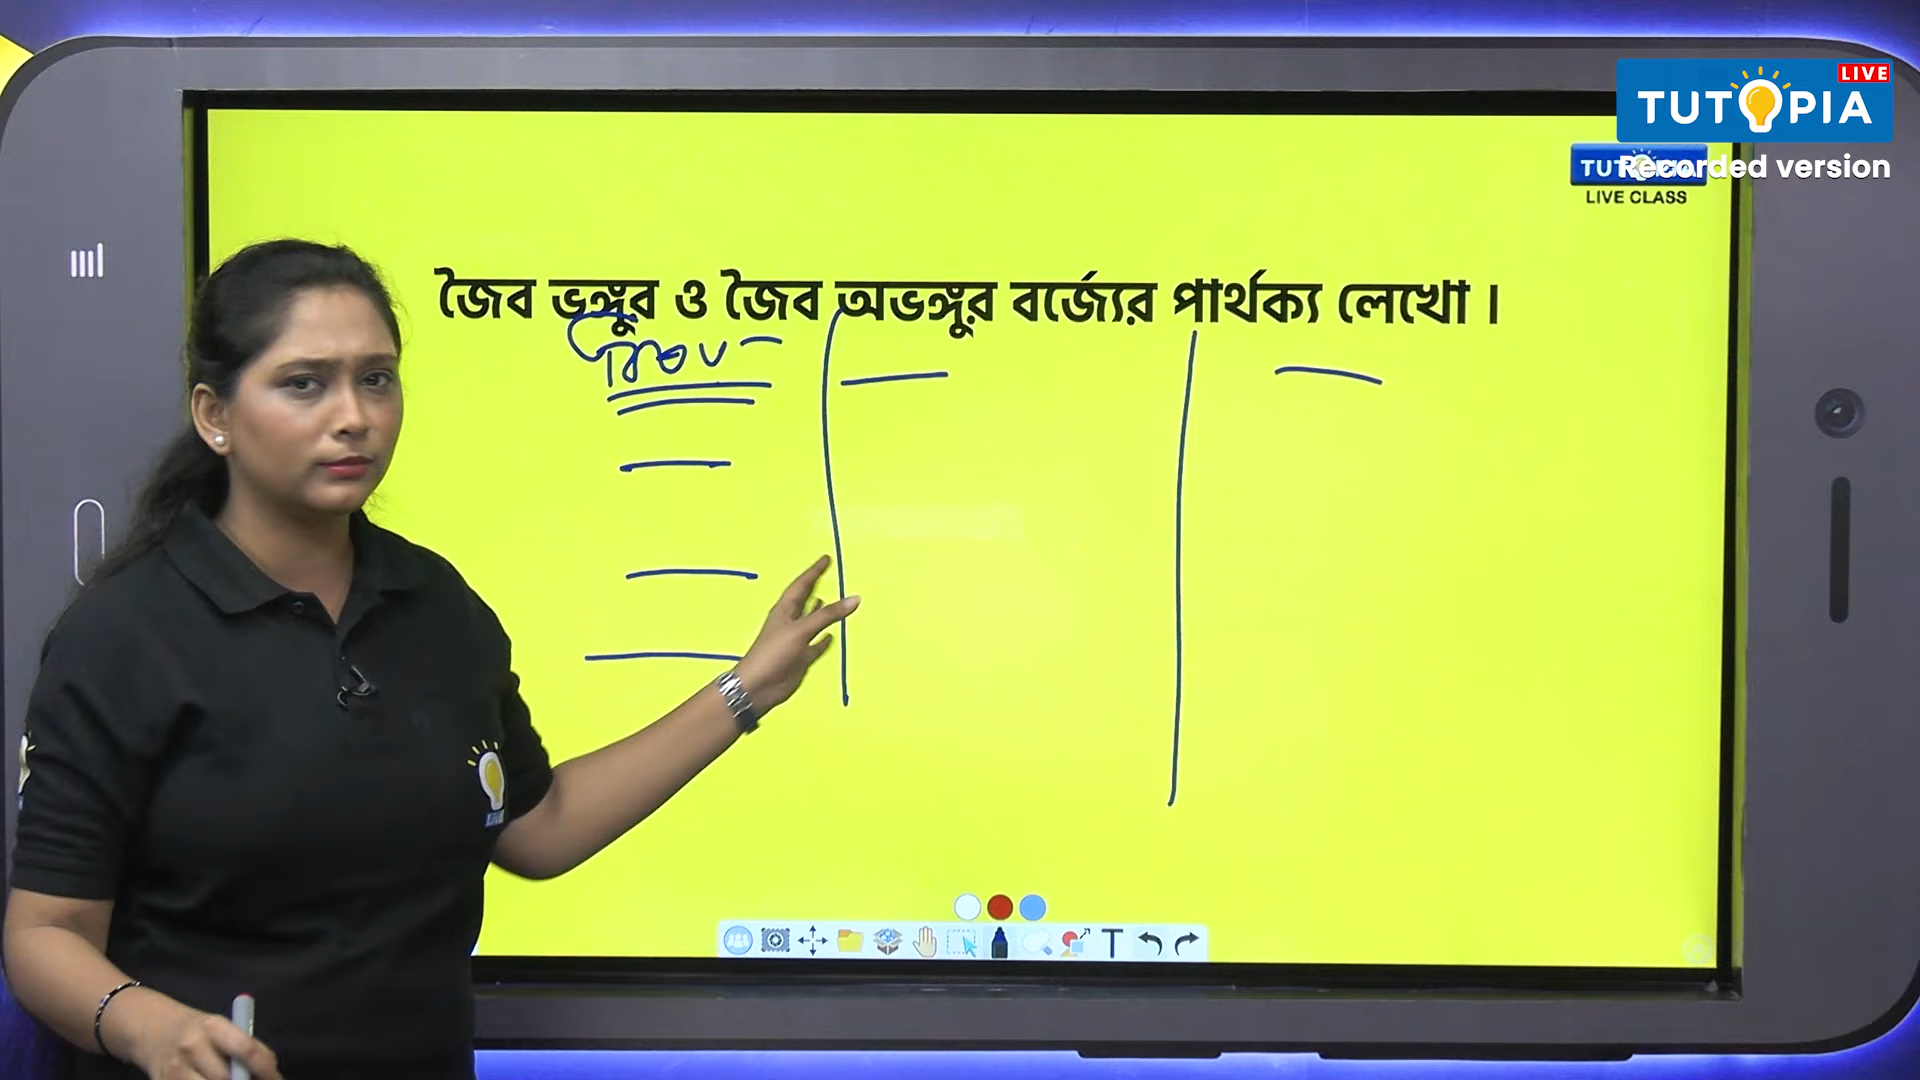 LIVE
TUTOPIA
Recorded version
LIVE CLASS
জৈব ভঙ্গুর ও জৈব অভঙ্গুর বর্জ্যের পার্থক্য লেখো ।
T